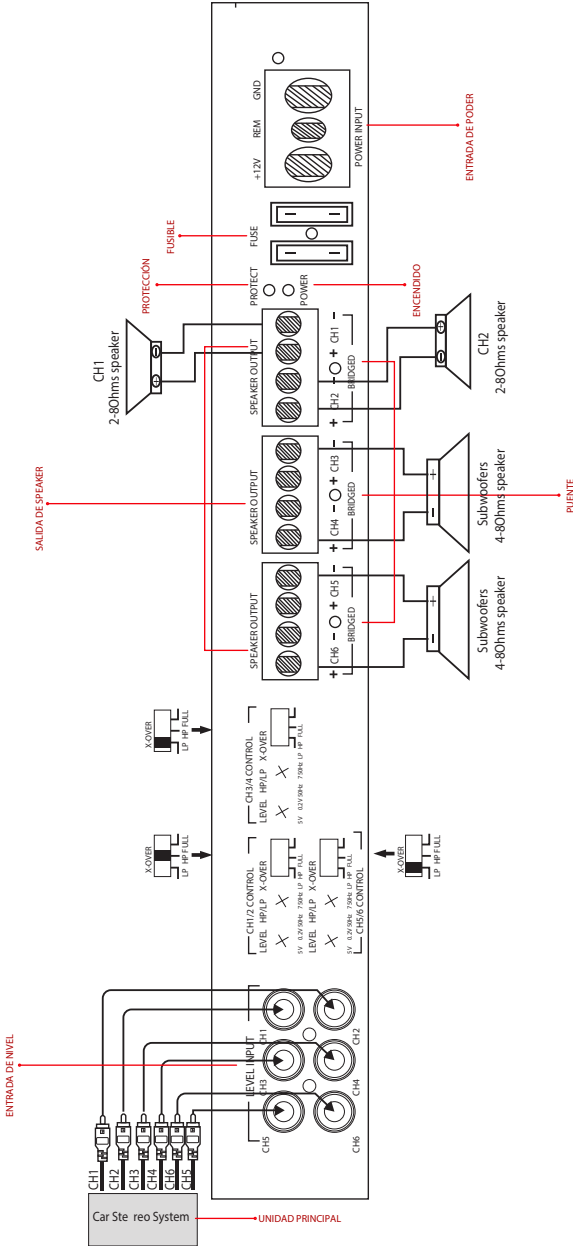 GND
REM
+12V
POWER INPUT
ENTRADA DE PODER
FUSIBLE
FUSE
PROTECCIÓN
PROTECT
POWER
ENCENDIDO
CH1
2-8Ohms speaker
+ -
CH2
2-8Ohms speaker
+ -
SPEAKER OUTPUT
+ CH2 - + CH1 -
BRIDGED
SALIDA DE SPEAKER
SPEAKER OUTPUT
+ CH4 - + CH3 -
BRIDGED
PUENTE
Subwoofers
4-8Ohms speaker
- +
SPEAKER OUTPUT
+ CH6 - + CH5 -
BRIDGED
Subwoofers
4-8Ohms speaker
- +
X-OVER
LP HP FULL
CH3/4 CONTROL
LEVEL HP/LP X-OVER
5V 0.2V 50Hz 750Hz LP HP FULL
X-OVER
LP HP FULL
CH1/2 CONTROL
LEVEL HP/LP X-OVER
5V 0.2V 50Hz 750Hz LP HP FULL
LEVEL HP/LP X-OVER
5V 0.2V 50Hz 750Hz LP HP FULL
CH5/6 CONTROL
X-OVER
LP HP FULL
ENTRADA DE NIVEL
LEVEL INPUT
CH5
CH3
CH1
CH6
CH4
CH2
CH1
CH2
CH3
CH4
CH6
CH5
Car Ste reo System
UNIDAD PRINCIPAL